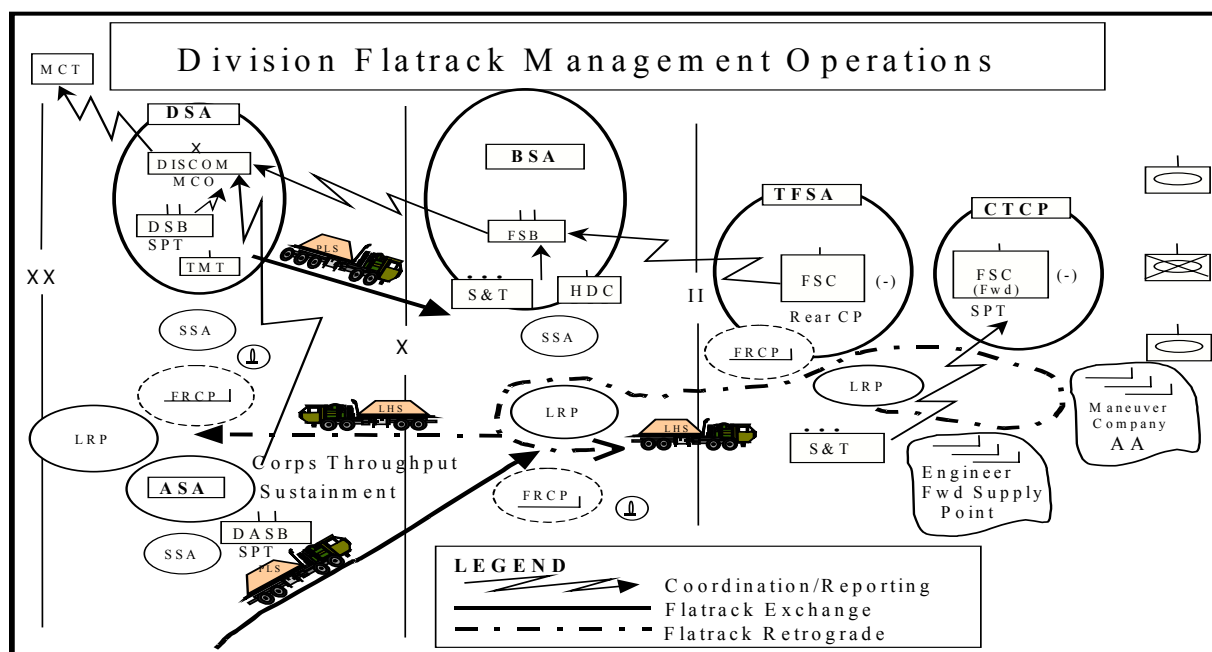 Division Flatrack Management Operations
MCT
DSA
X
DISCOM
MCO
DSB
SPT
TMT
PLS
BSA
FSB
S&T
HDC
TFSA
FSC
(-)
Rear CP
CTCP
FSC
(Fwd)
(-)
SPT
XX
X
II
SSA
FRCP
LRP
ASA
SSA
DASB
SPT
PLS
LHS
Corps Throughput
Sustainment
SSA
LRP
FRCP
LHS
FRCP
LRP
S&T
Engineer
Fwd Supply
Point
Maneuver
Company
AA
LEGEND
Coordination/Reporting
Flatrack Exchange
Flatrack Retrograde